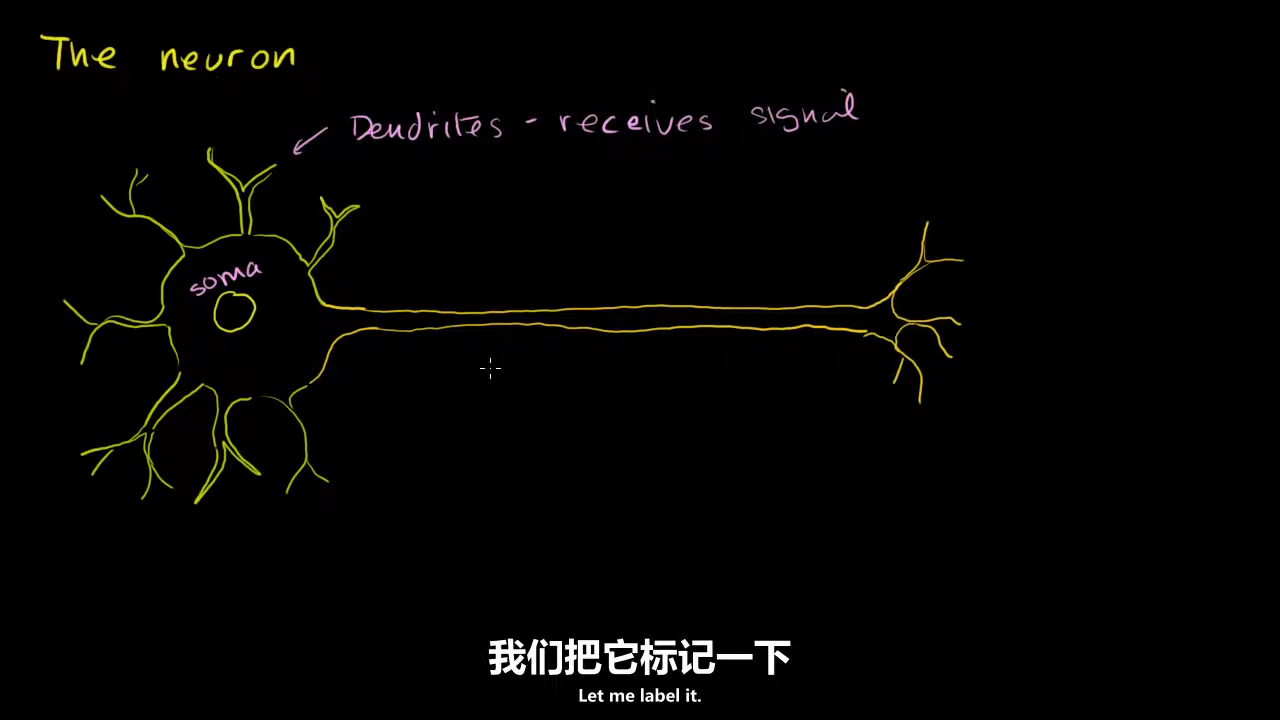 The neuron
Dendrites - receives signal
soma
我们把它标记一下
Let me label it.